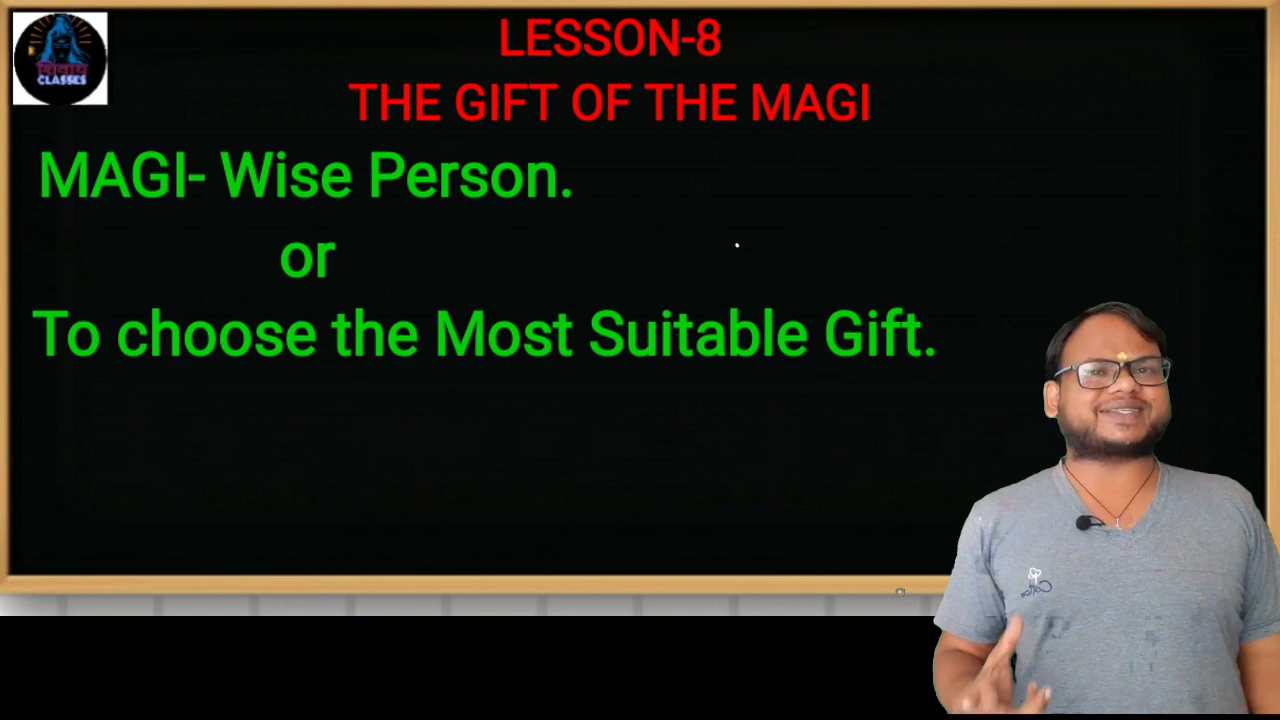 शिवाय
CLASSES
LESSON-8
THE GIFT OF THE MAGI
MAGI- Wise Person.
or
To choose the Most Suitable Gift.